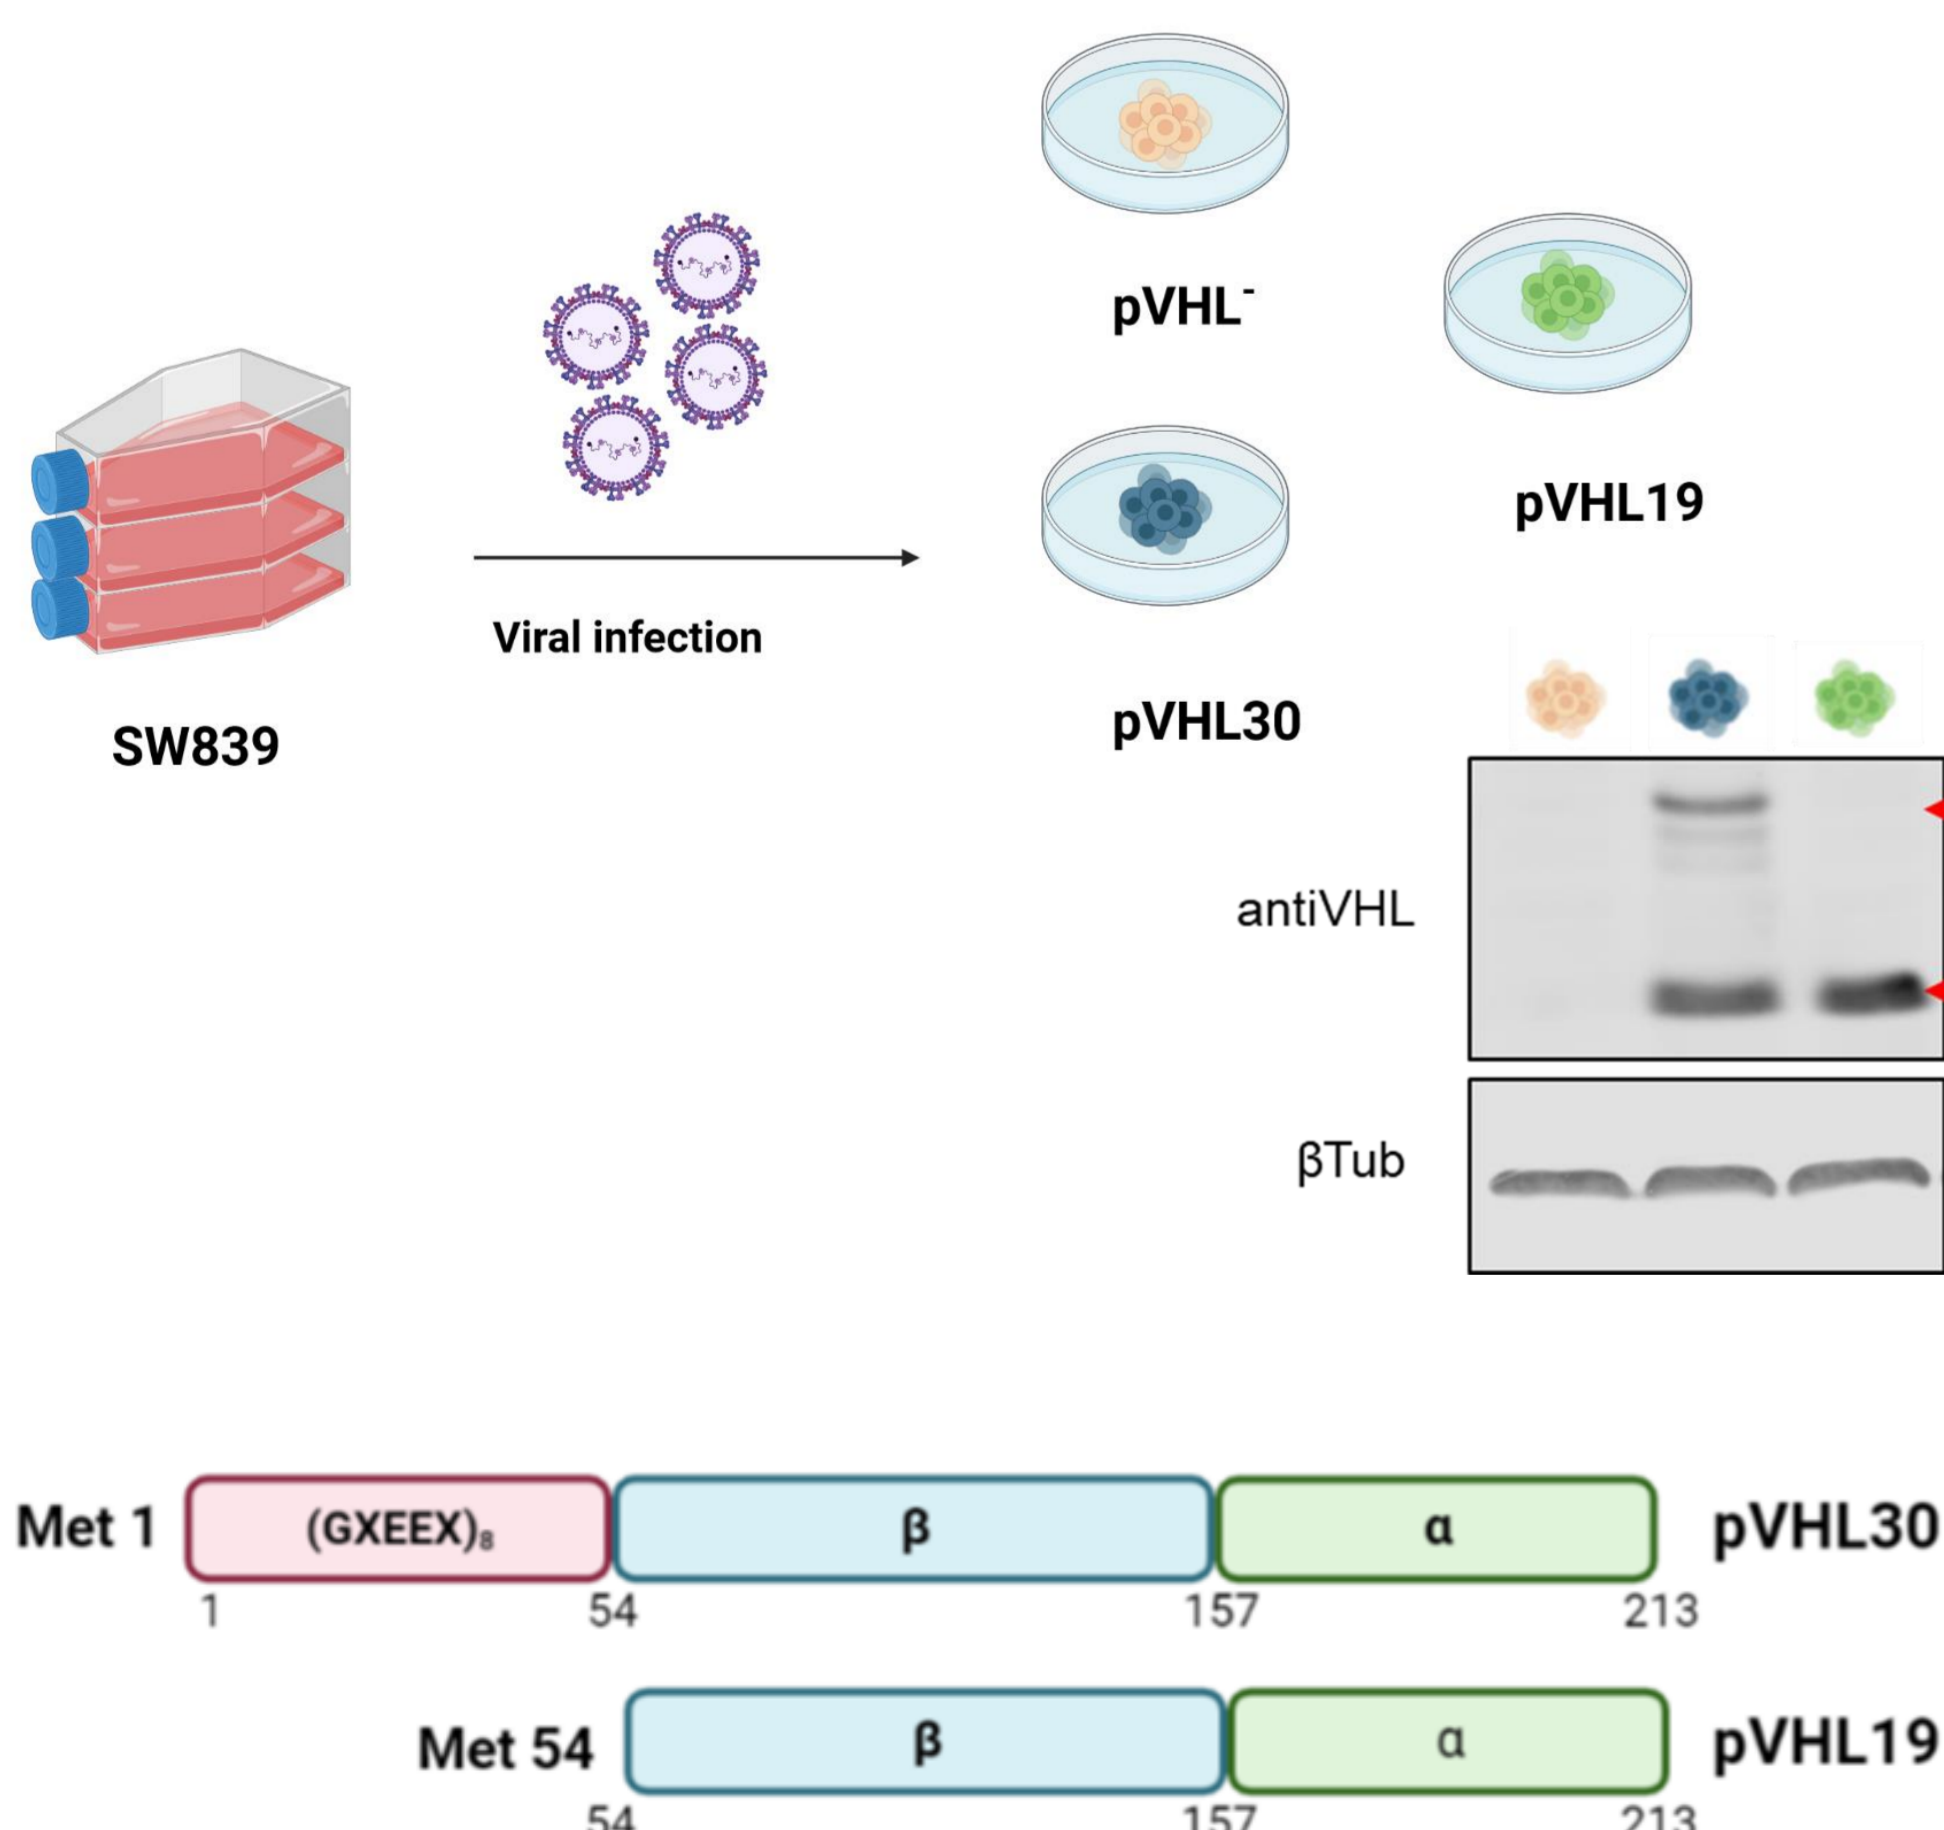 pVHL⁻
pVHL19
Viral infection
SW839
pVHL30
antiVHL
βTub
Met 1 (GXEEX)₈ β α pVHL30
1 54 157 213
Met 54 β α pVHL19
54 157 213